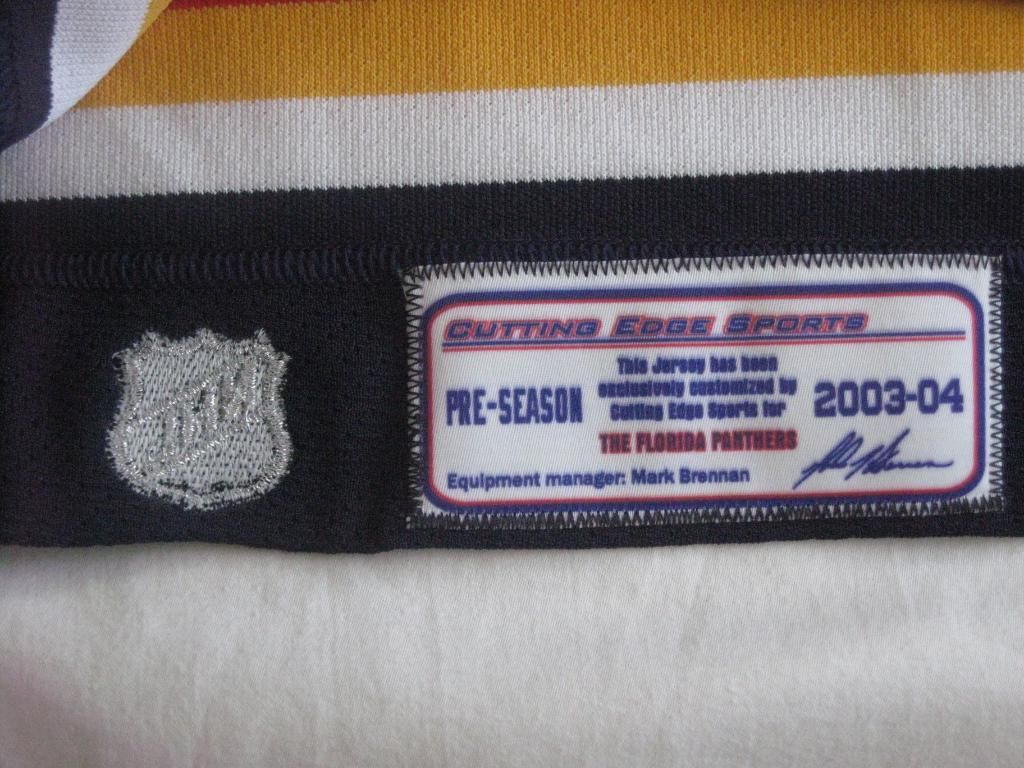 CUTTING EDGE SPORTS
This Jersey has been
exclusively customized by
Cutting Edge Sports for
PRE-SEASON
2003-04
THE FLORIDA PANTHERS
Equipment manager: Mark Brennan